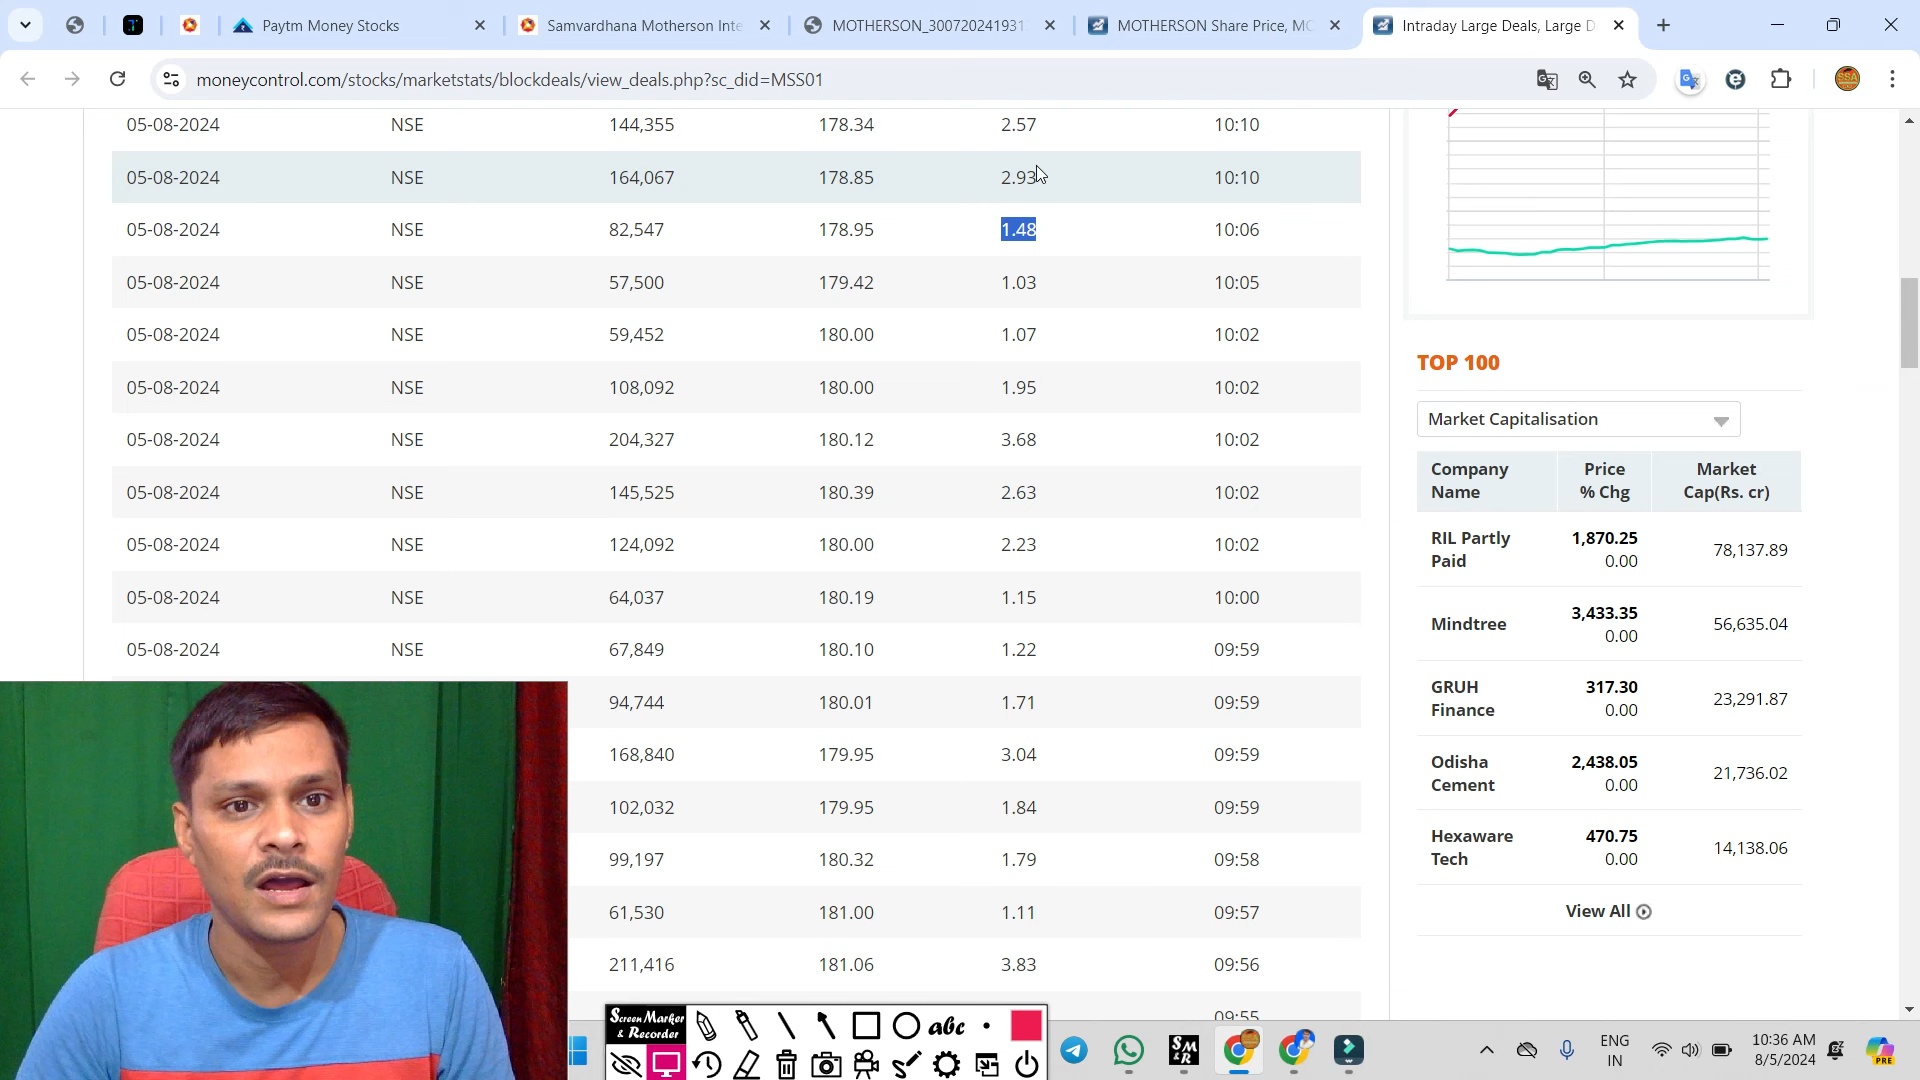 Paytm Money Stocks
Samvardhana Motherson Inte
MOTHERSON_30072024193
MOTHERSON Share Price, MO
Intraday Large Deals, Large D
moneycontrol.com/stocks/marketstats/blockdeals/view_deals.php?sc_did=MSS01
05-08-2024 NSE 144,355 178.34 2.57 10:10
05-08-2024 NSE 164,067 178.85 2.93 10:10
05-08-2024 NSE 82,547 178.95 1.48 10:06
05-08-2024 NSE 57,500 179.42 1.03 10:05
05-08-2024 NSE 59,452 180.00 1.07 10:02
05-08-2024 NSE 108,092 180.00 1.95 10:02
05-08-2024 NSE 204,327 180.12 3.68 10:02
05-08-2024 NSE 145,525 180.39 2.63 10:02
05-08-2024 NSE 124,092 180.00 2.23 10:02
05-08-2024 NSE 64,037 180.19 1.15 10:00
05-08-2024 NSE 67,849 180.10 1.22 09:59
94,744 180.01 1.71 09:59
168,840 179.95 3.04 09:59
102,032 179.95 1.84 09:59
99,197 180.32 1.79 09:58
61,530 181.00 1.11 09:57
211,416 181.06 3.83 09:56
09:55
TOP 100
Market Capitalisation
Company Name Price % Chg Market Cap(Rs. cr)
RIL Partly Paid 1,870.25 0.00 78,137.89
Mindtree 3,433.35 0.00 56,635.04
GRUH Finance 317.30 0.00 23,291.87
Odisha Cement 2,438.05 0.00 21,736.02
Hexaware Tech 470.75 0.00 14,138.06
View All
Screen Marker
& Recorder
abc
SM
&R
ENG
IN
10:36 AM
8/5/2024
PRE
SSA